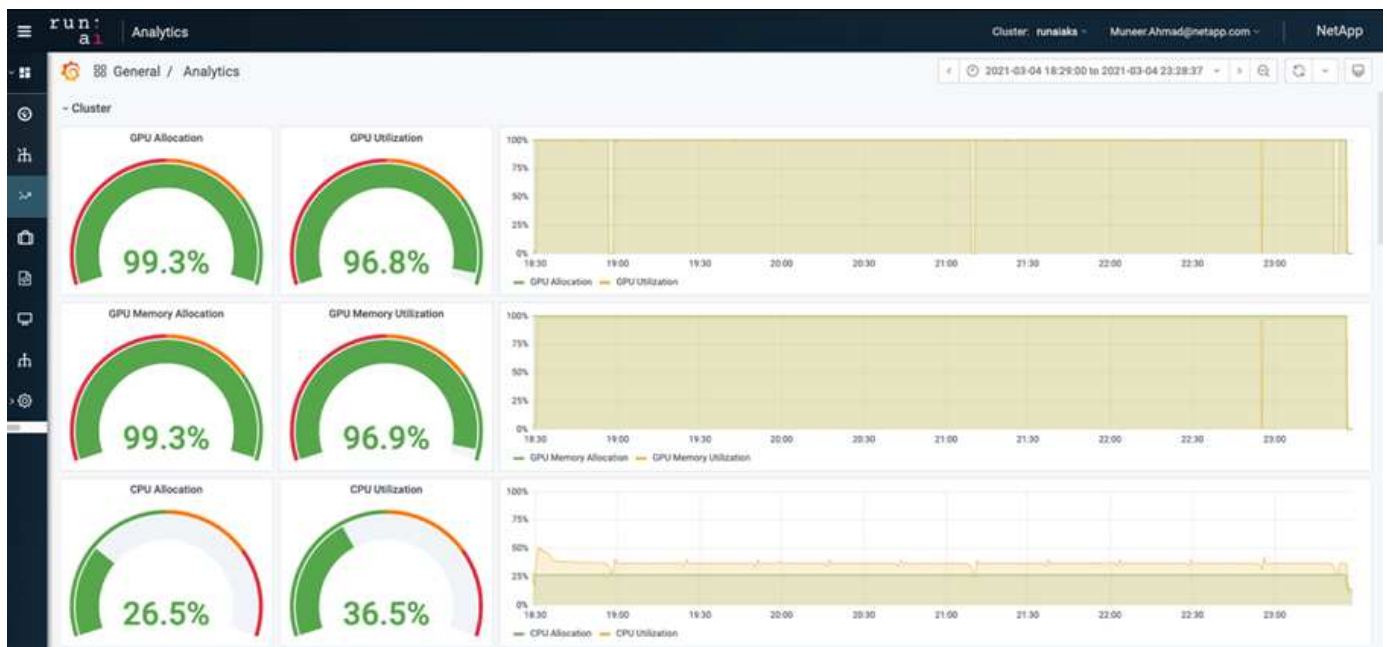 run:
ai
Analytics
Cluster: runaiaks
Muneer.Ahmad@netapp.com
NetApp
General / Analytics
2021-03-04 18:29:00 to 2021-03-04 23:28:37
Cluster
GPU Allocation
99.3%
GPU Utilization
96.8%
100%
75%
50%
25%
0%
18:30 19:00 19:30 20:00 20:30 21:00 21:30 22:00 22:30 23:00
GPU Allocation GPU Utilization
GPU Memory Allocation
99.3%
GPU Memory Utilization
96.9%
100%
75%
50%
25%
0%
18:30 19:00 19:30 20:00 20:30 21:00 21:30 22:00 22:30 23:00
GPU Memory Allocation GPU Memory Utilization
CPU Allocation
26.5%
CPU Utilization
36.5%
100%
75%
50%
25%
0%
18:30 19:00 19:30 20:00 20:30 21:00 21:30 22:00 22:30 23:00
CPU Allocation CPU Utilization